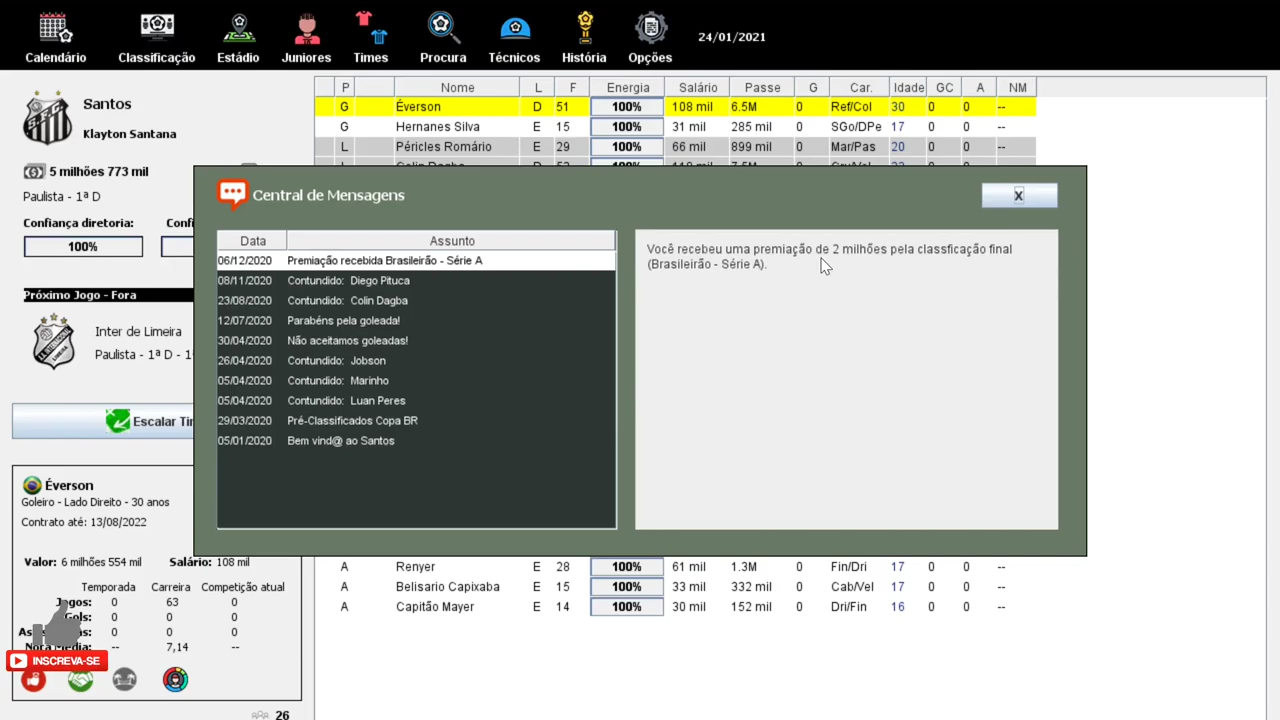 Calendário Classificação Estádio Juniores Times Procura Técnicos História Opções 24/01/2021
Santos
Klayton Santana
5 milhões 773 mil
Paulista - 1ª D
Confiança diretoria:
100%
Próximo Jogo - Fora
Inter de Limeira
Paulista - 1ª D -
Éverson
Goleiro - Lado Direito - 30 anos
Contrato até: 13/08/2022
Valor: 6 milhões 554 mil Salário: 108 mil
Temporada Carreira Competição atual
Jogos: 0 63 0
Gols: 0 0 0
0 0 0
Nota Média: -- 7,14 --
INSCREVA-SE
26
P Nome L F Energia Salário Passe G Car. Idade GC A NM
G Éverson D 51 100% 108 mil 6.5M 0 Ref/Col 30 0 0 --
G Hernanes Silva E 15 100% 31 mil 285 mil 0 SGo/DPe 17 0 0 --
L Péricles Romário E 29 100% 66 mil 899 mil 0 Mar/Pas 20 0 0 --
Central de Mensagens
X
Data Assunto
06/12/2020 Premiação recebida Brasileirão - Série A
08/11/2020 Contundido: Diego Pituca
23/08/2020 Contundido: Colin Dagba
12/07/2020 Parabéns pela goleada!
30/04/2020 Não aceitamos goleadas!
26/04/2020 Contundido: Jobson
05/04/2020 Contundido: Marinho
05/04/2020 Contundido: Luan Peres
29/03/2020 Pré-Classificados Copa BR
05/01/2020 Bem vind@ ao Santos
Você recebeu uma premiação de 2 milhões pela classficação final
(Brasileirão - Série A).
A Renyer E 28 100% 61 mil 1.3M 0 Fin/Dri 17 0 0 --
A Belisario Capixaba E 15 100% 33 mil 332 mil 0 Cab/Vel 17 0 0 --
A Capitão Mayer E 14 100% 30 mil 152 mil 0 Dri/Fin 16 0 0 --